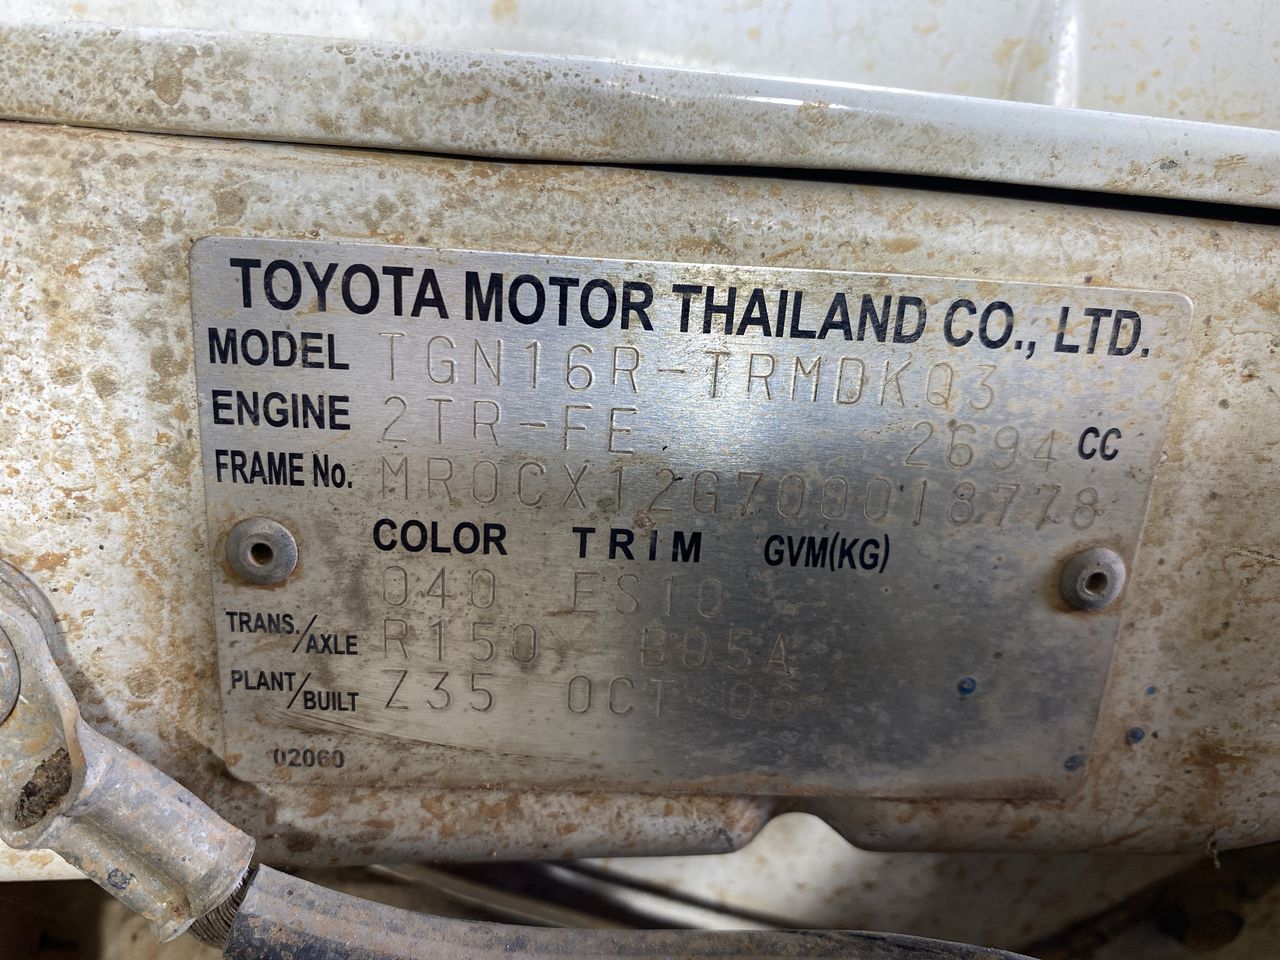 TOYOTA MOTOR THAILAND CO., LTD.
MODEL TGN16R-TRMDKQ3
ENGINE 2TR-FE 2694 CC
FRAME No. MR0CX12G700018778
COLOR TRIM GVM(KG)
040 ES10
TRANS./AXLE R150 B05A
PLANT/BUILT Z35 OCT 06
02060